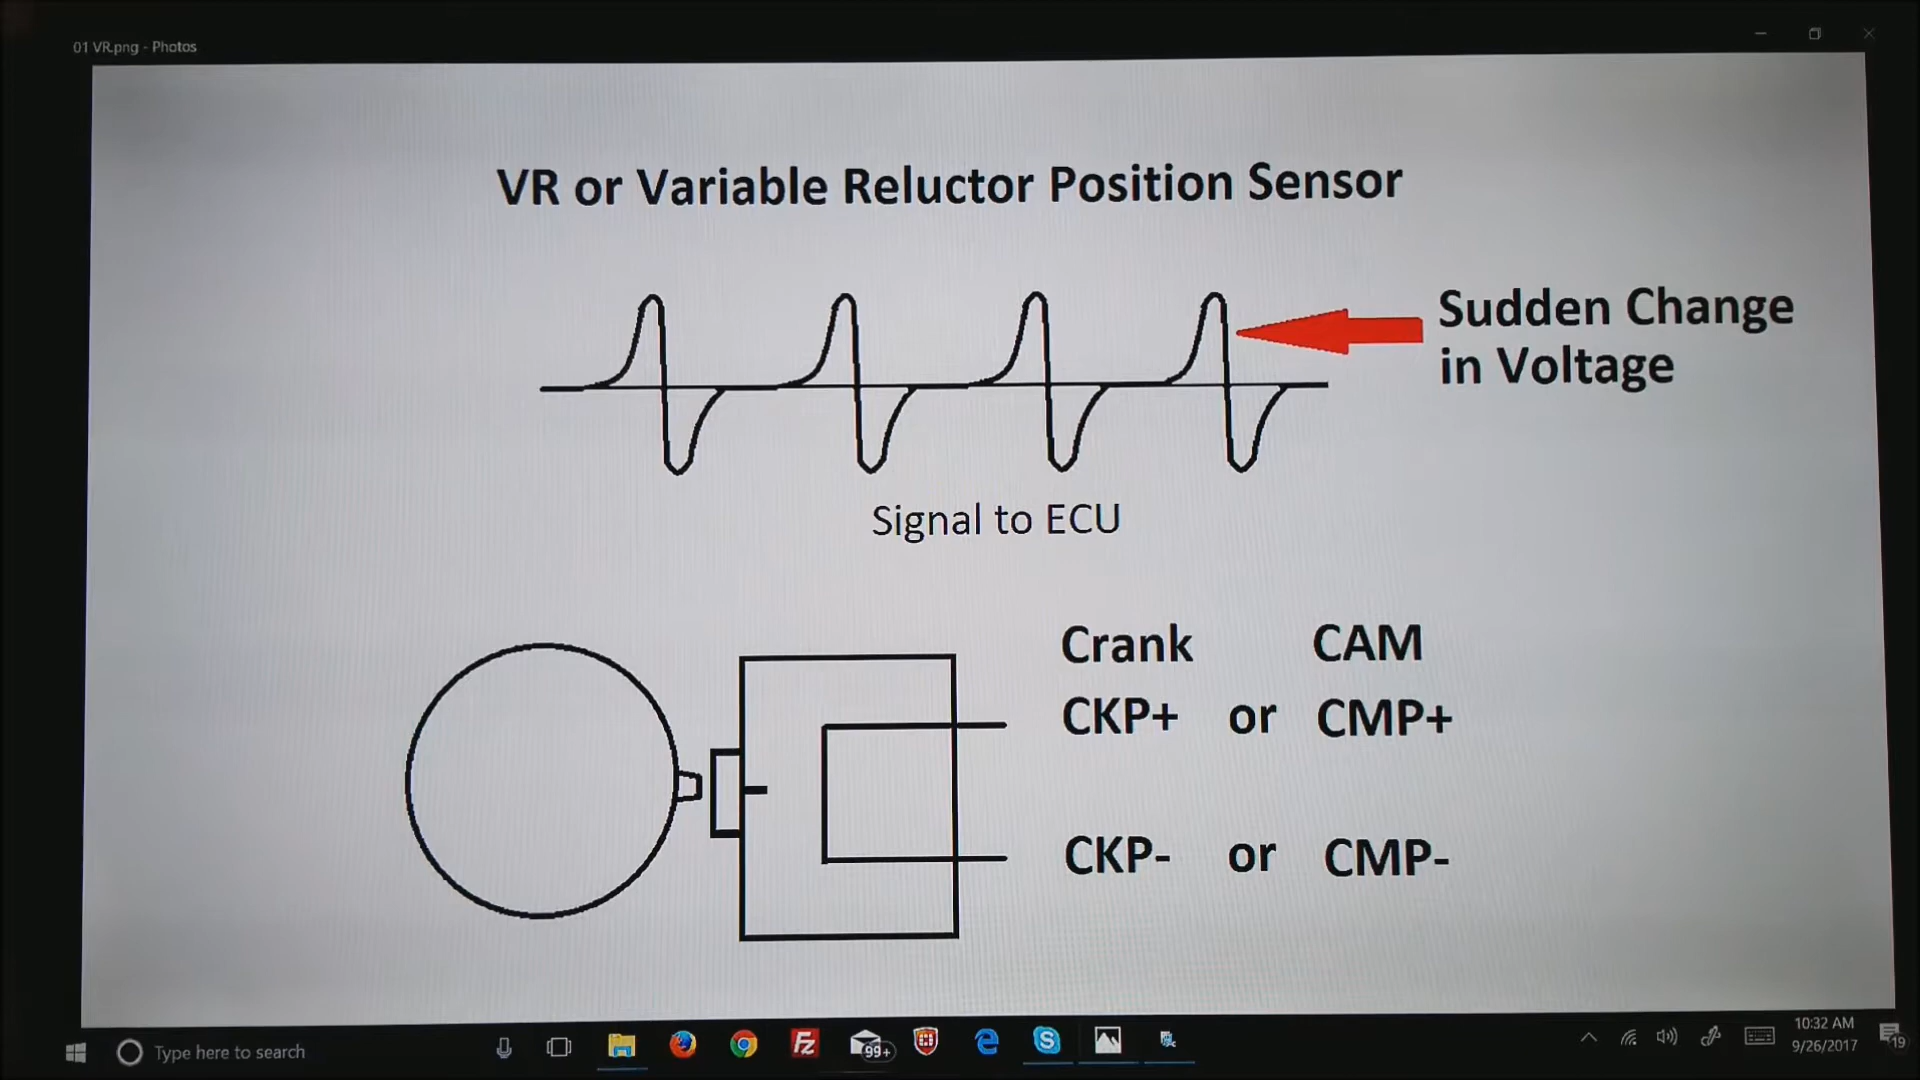 01 VR.png - Photos
VR or Variable Reluctor Position Sensor
Sudden Change
in Voltage
Signal to ECU
Crank CAM
CKP+ or CMP+
CKP- or CMP-
Type here to search
99+
10:32 AM
9/26/2017
19